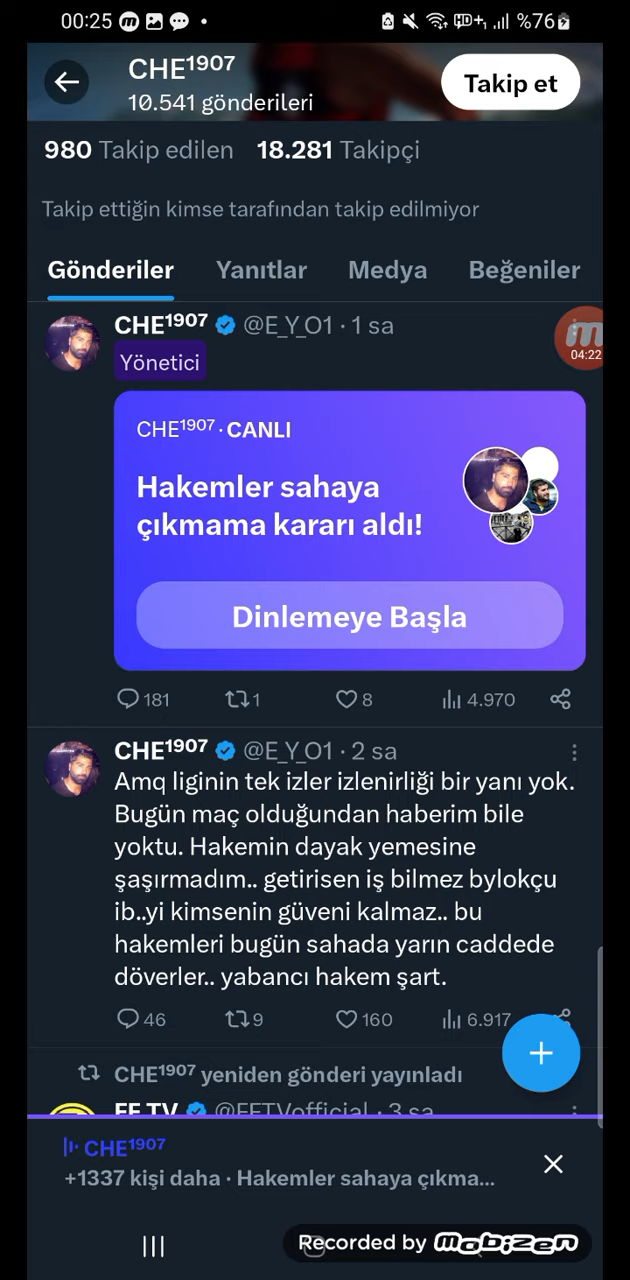 00:25 %76
CHE1907
10.541 gönderileri
Takip et
980 Takip edilen 18.281 Takipçi
Takip ettiğin kimse tarafından takip edilmiyor
Gönderiler Yanıtlar Medya Beğeniler
CHE1907 @E_Y_O1 · 1 sa
Yönetici
04:22
CHE1907 · CANLI
Hakemler sahaya
çıkmama kararı aldı!
Dinlemeye Başla
181 1 8 4.970
CHE1907 @E_Y_O1 · 2 sa
Amq liginin tek izler izlenirliği bir yanı yok.
Bugün maç olduğundan haberim bile
yoktu. Hakemin dayak yemesine
şaşırmadım.. getirisen iş bilmez bylokçu
ib..yi kimsenin güveni kalmaz.. bu
hakemleri bugün sahada yarın caddede
döverler.. yabancı hakem şart.
46 9 160 6.917
CHE1907 yeniden gönderi yayınladı
@FFTVofficial · 3 sa
CHE1907
+1337 kişi daha · Hakemler sahaya çıkma...
Recorded by mobizen